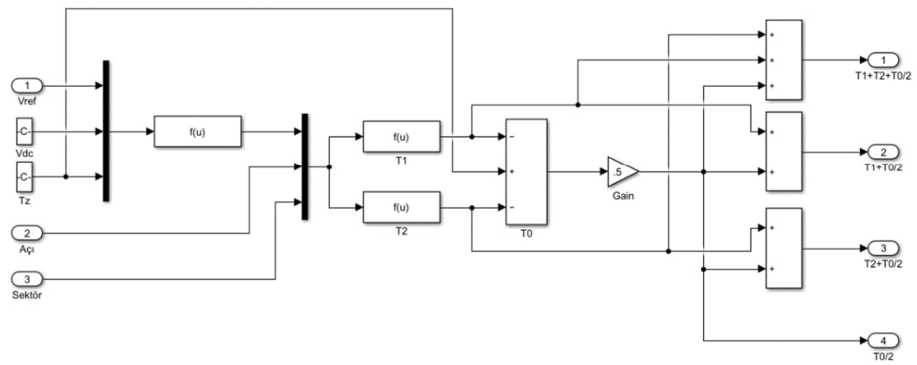 1
Vref
-C-
Vdc
-C-
Tz
2
Açı
3
Sektör
f(u)
f(u)
T1
f(u)
T2
−
+
−
T0
.5
Gain
+
+
+
1
T1+T2+T0/2
+
+
2
T1+T0/2
+
+
3
T2+T0/2
4
T0/2